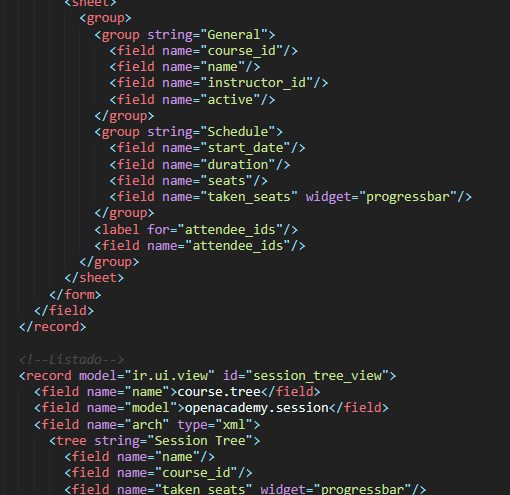 <sheet>
<group>
<group string="General">
<field name="course_id"/>
<field name="name"/>
<field name="instructor_id"/>
<field name="active"/>
</group>
<group string="Schedule">
<field name="start_date"/>
<field name="duration"/>
<field name="seats"/>
<field name="taken_seats" widget="progressbar"/>
</group>
<label for="attendee_ids"/>
<field name="attendee_ids"/>
</group>
</sheet>
</form>
</field>
</record>
<!--Listado-->
<record model="ir.ui.view" id="session_tree_view">
<field name="name">course.tree</field>
<field name="model">openacademy.session</field>
<field name="arch" type="xml">
<tree string="Session Tree">
<field name="name"/>
<field name="course_id"/>
<field name="taken_seats" widget="progressbar"/>